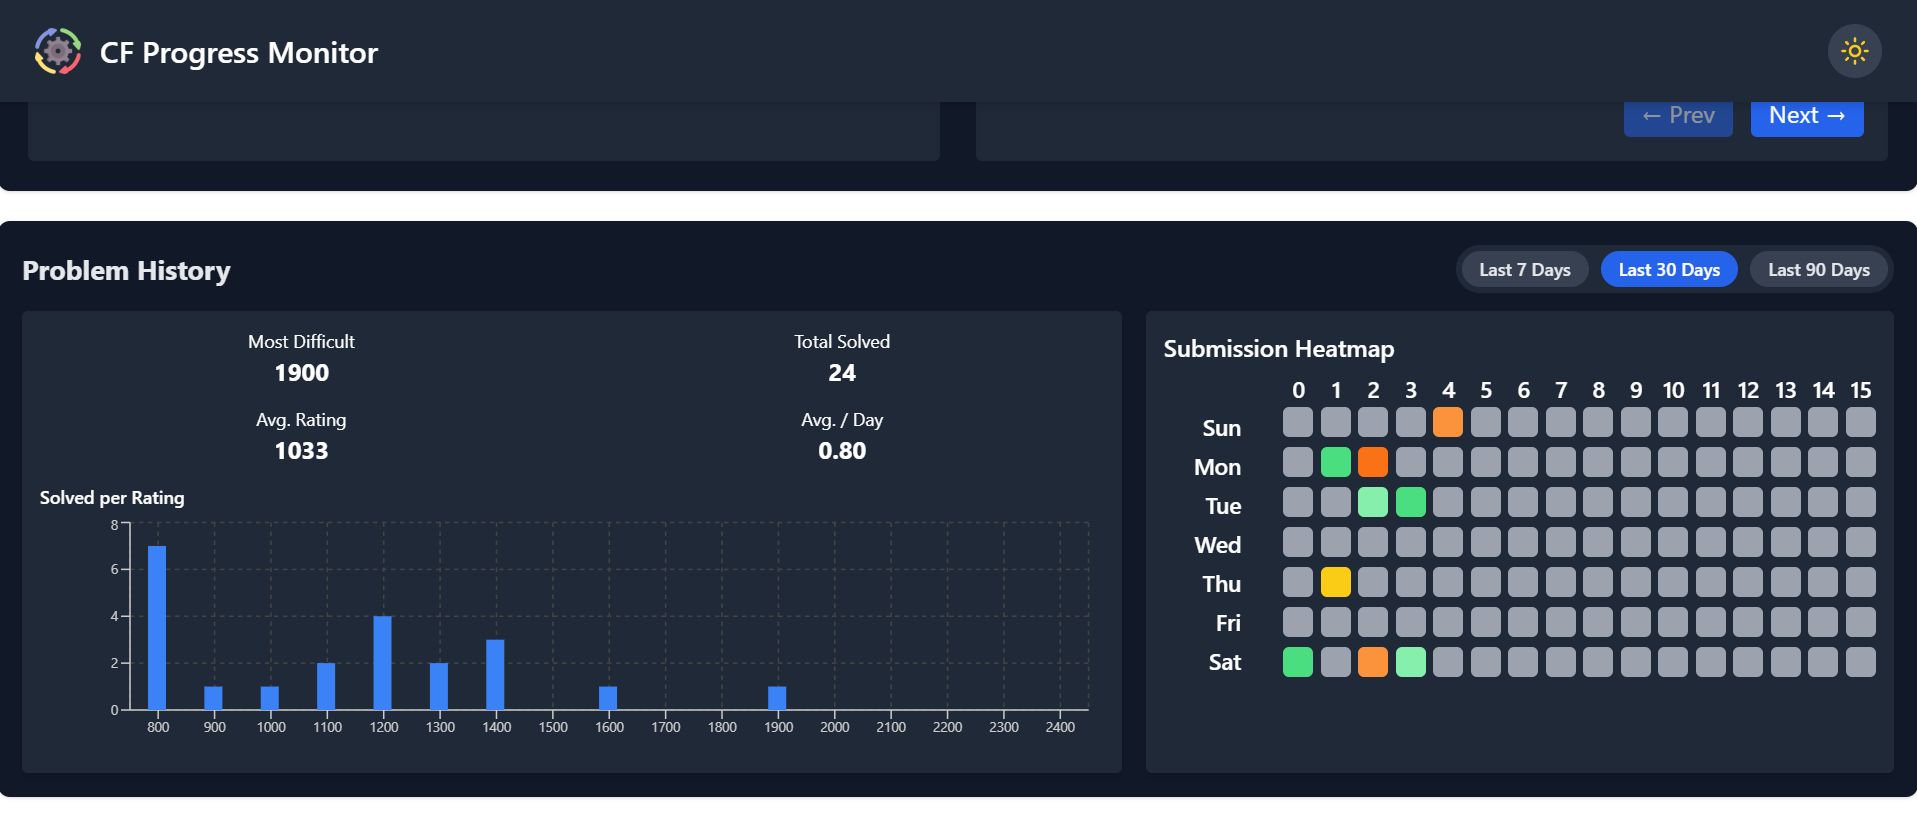 CF Progress Monitor
← Prev
Next →
Problem History
Last 7 Days
Last 30 Days
Last 90 Days
Most Difficult
1900
Total Solved
24
Avg. Rating
1033
Avg. / Day
0.80
Solved per Rating
8
6
4
2
0
800 900 1000 1100 1200 1300 1400 1500 1600 1700 1800 1900 2000 2100 2200 2300 2400
Submission Heatmap
0 1 2 3 4 5 6 7 8 9 10 11 12 13 14 15
Sun
Mon
Tue
Wed
Thu
Fri
Sat